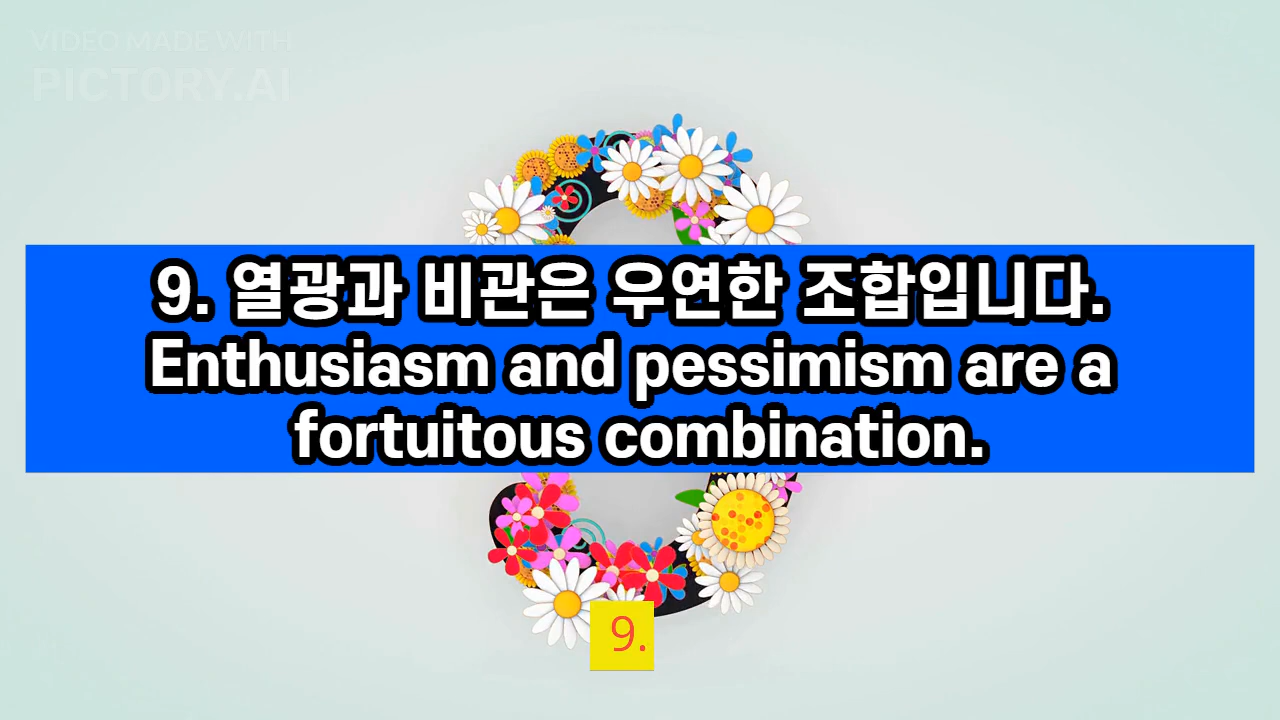 VIDEO MADE WITH
PICTORY.AI
9. 열광과 비관은 우연한 조합입니다.
Enthusiasm and pessimism are a
fortuitous combination.
9.